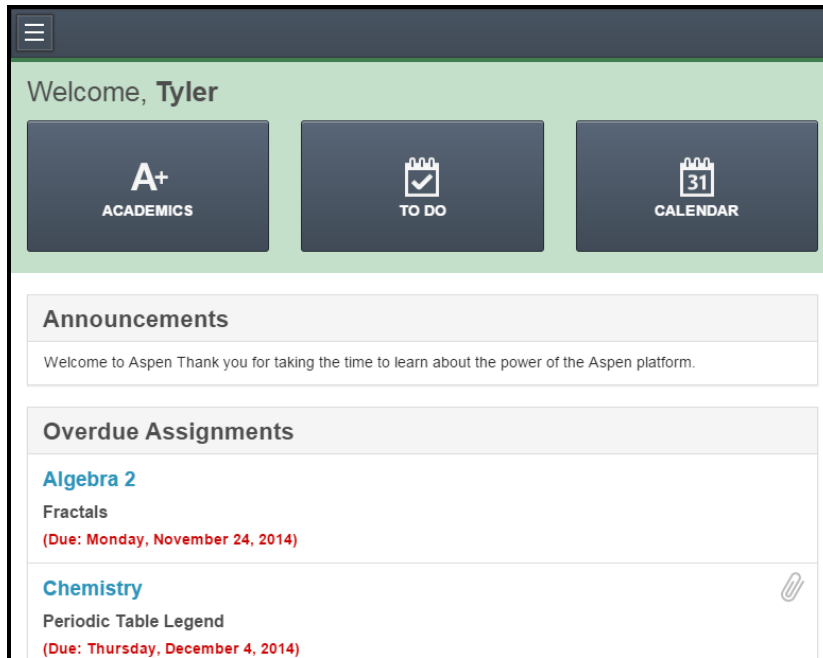 Welcome, Tyler
A+
ACADEMICS
TO DO
31
CALENDAR
Announcements
Welcome to Aspen Thank you for taking the time to learn about the power of the Aspen platform.
Overdue Assignments
Algebra 2
Fractals
(Due: Monday, November 24, 2014)
Chemistry
Periodic Table Legend
(Due: Thursday, December 4, 2014)